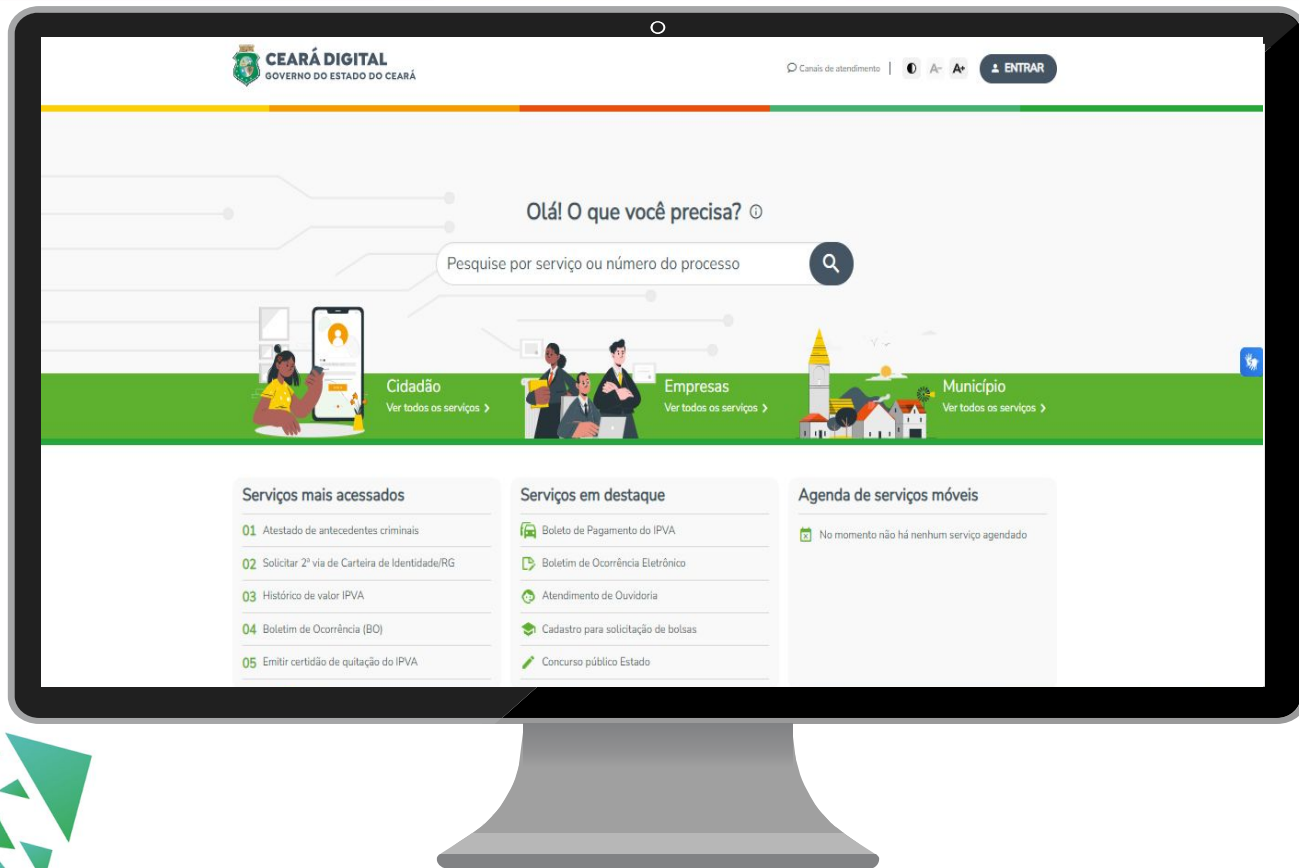 CEARÁ DIGITAL
GOVERNO DO ESTADO DO CEARÁ
Canais de atendimento
A-
A+
ENTRAR
Olá! O que você precisa?
Pesquise por serviço ou número do processo
Cidadão
Ver todos os serviços
Empresas
Ver todos os serviços
Município
Ver todos os serviços
Serviços mais acessados
01 Atestado de antecedentes criminais
02 Solicitar 2ª via de Carteira de Identidade/RG
03 Histórico de valor IPVA
04 Boletim de Ocorrência (BO)
05 Emitir certidão de quitação do IPVA
Serviços em destaque
Boleto de Pagamento do IPVA
Boletim de Ocorrência Eletrônico
Atendimento de Ouvidoria
Cadastro para solicitação de bolsas
Concurso público Estado
Agenda de serviços móveis
No momento não há nenhum serviço agendado